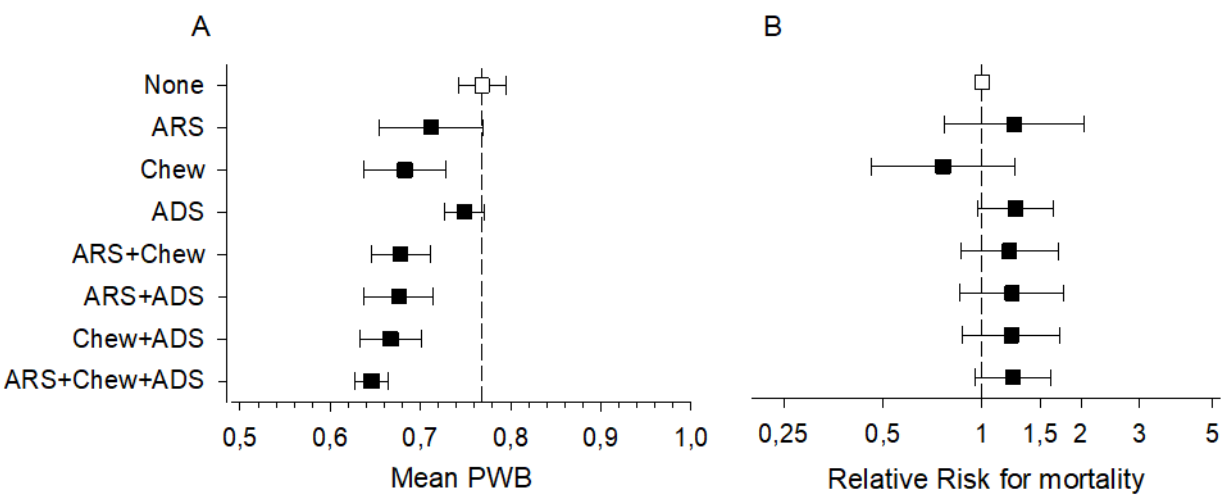 A
B
None
ARS
Chew
ADS
ARS+Chew
ARS+ADS
Chew+ADS
ARS+Chew+ADS
0,5 0,6 0,7 0,8 0,9 1,0
0,25 0,5 1 1,5 2 3 5
Mean PWB
Relative Risk for mortality